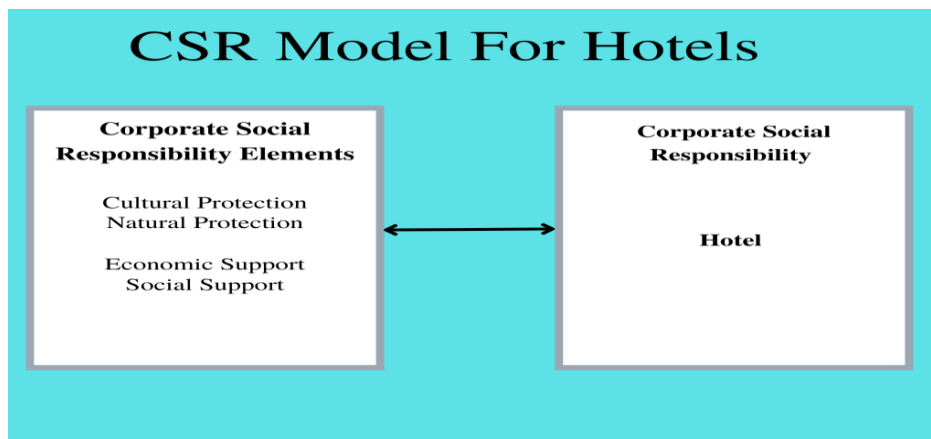 CSR Model For Hotels
Corporate Social
Responsibility Elements
Cultural Protection
Natural Protection
Economic Support
Social Support
Corporate Social
Responsibility
Hotel